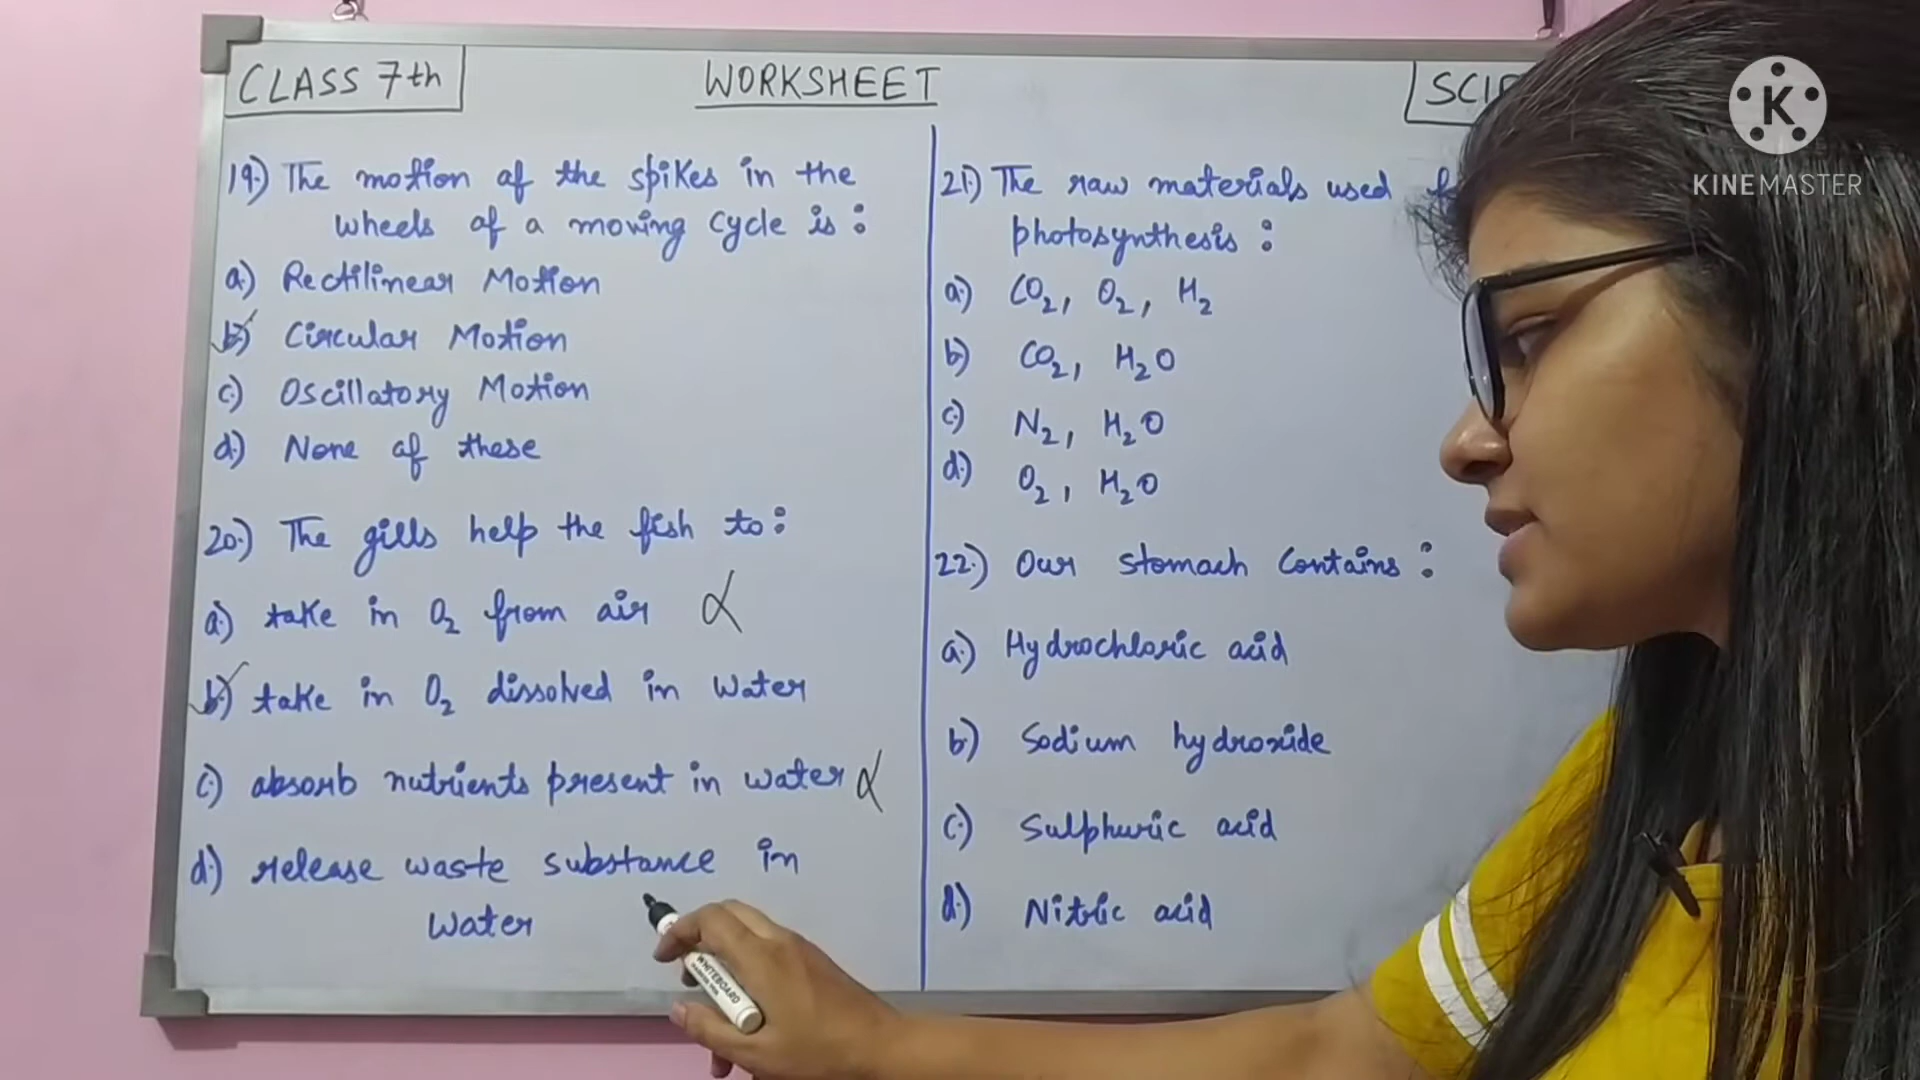 CLASS 7th
WORKSHEET
19.) The motion of the spikes in the
wheels of a moving cycle is:
a.) Rectilinear Motion
b.) Circular Motion
c.) Oscillatory Motion
d.) None of these
20.) The gills help the fish to:
a.) take in O₂ from air
b.) take in O₂ dissolved in water
c.) absorb nutrients present in water
d.) release waste substance in
water
21.) The raw materials used
photosynthesis:
a.) CO₂, O₂, H₂
b.) CO₂, H₂O
c.) N₂, H₂O
d.) O₂, H₂O
22.) Our stomach contains:
a.) Hydrochloric acid
b.) Sodium hydroxide
c.) Sulphuric acid
d.) Nitric acid
K
KINEMASTER
WHITEBOARD